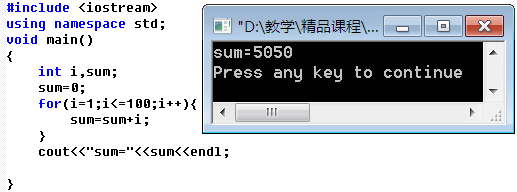 #include <iostream>
using namespace std;
void main()
{
    int i,sum;
    sum=0;
    for(i=1;i<=100;i++){
        sum=sum+i;
    }
    cout<<"sum="<<sum<<endl;
}
"D:\教学\精品课程\...
sum=5050
Press any key to continue